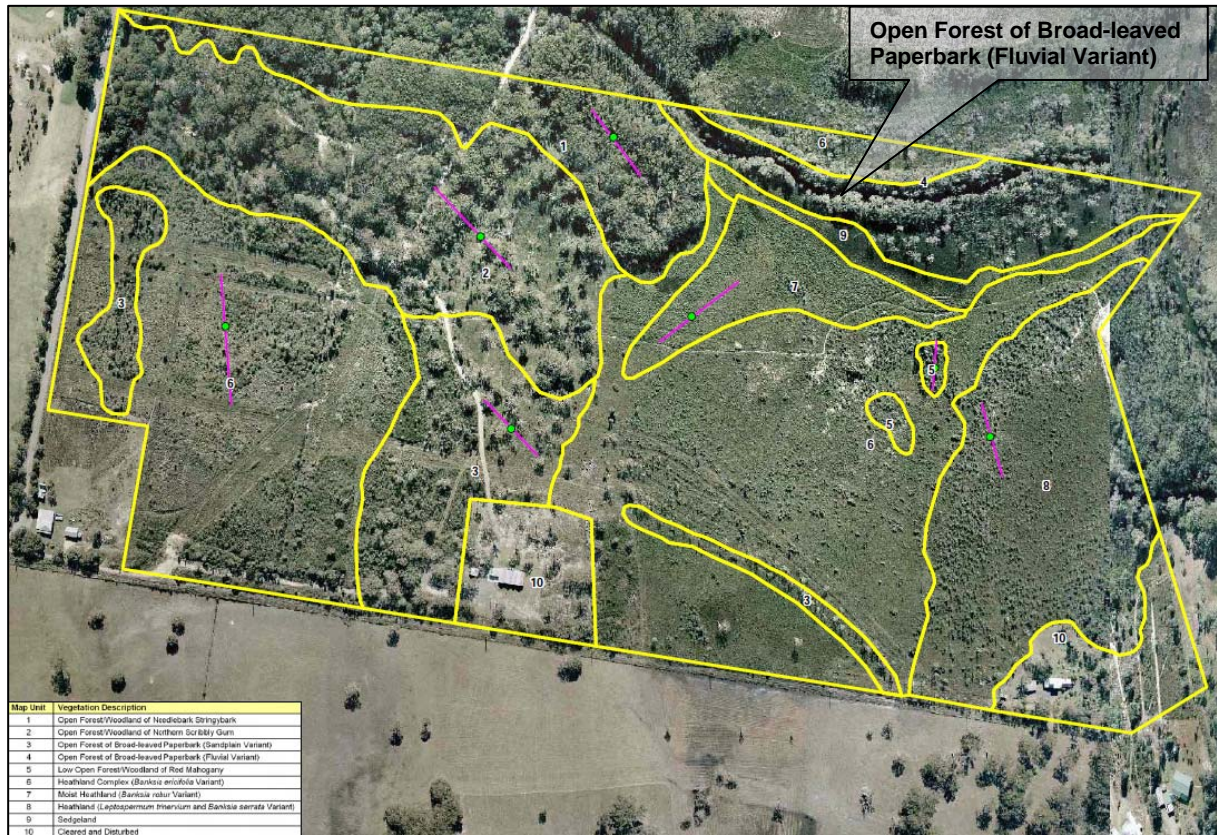 Open Forest of Broad-leaved
Paperbark (Fluvial Variant)
6
1
4
9
2
7
3
5
6
5
6
3
8
3
10
10
Map Unit Vegetation Description
1 Open Forest/Woodland of Needlebark Stringybark
2 Open Forest/Woodland of Northern Scribbly Gum
3 Open Forest of Broad-leaved Paperbark (Sandplain Variant)
4 Open Forest of Broad-leaved Paperbark (Fluvial Variant)
5 Low Open Forest/Woodland of Red Mahogany
6 Heathland Complex (Banksia ericifolia Variant)
7 Moist Heathland (Banksia robur Variant)
8 Heathland (Leptospermum trinervium and Banksia serrata Variant)
9 Sedgeland
10 Cleared and Disturbed